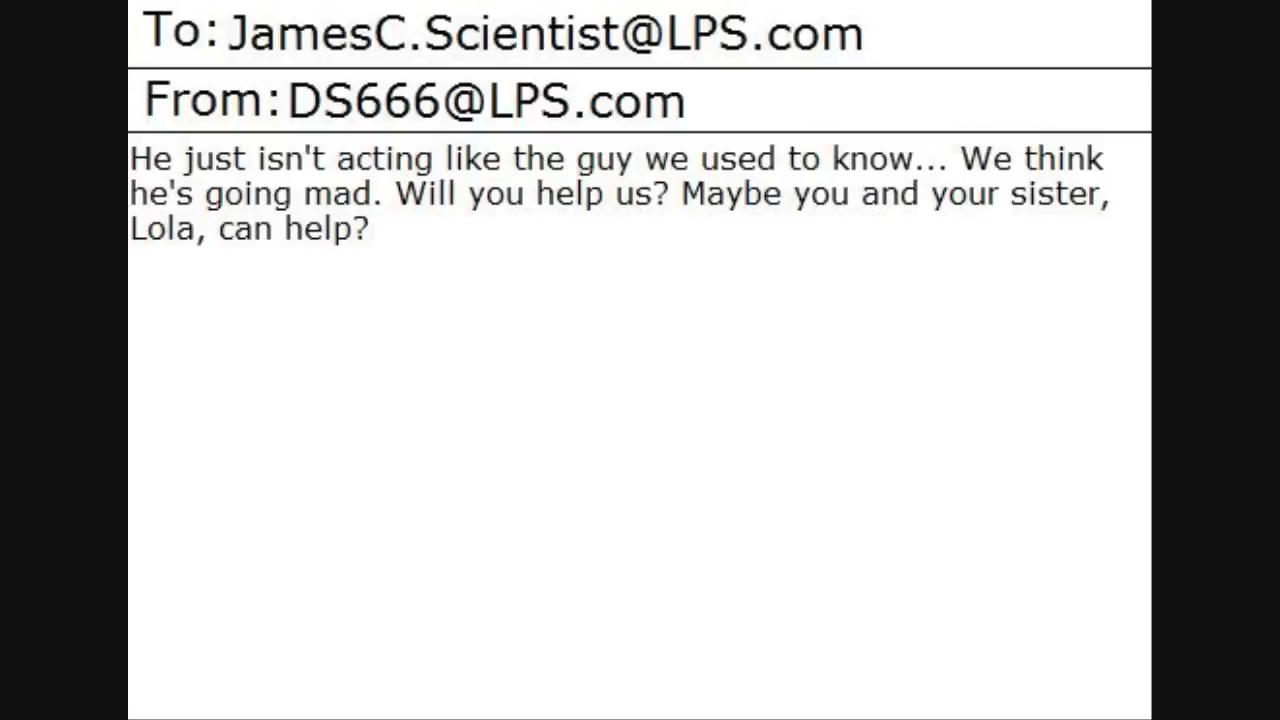 To: JamesC.Scientist@LPS.com
From: DS666@LPS.com
He just isn't acting like the guy we used to know... We think
he's going mad. Will you help us? Maybe you and your sister,
Lola, can help?